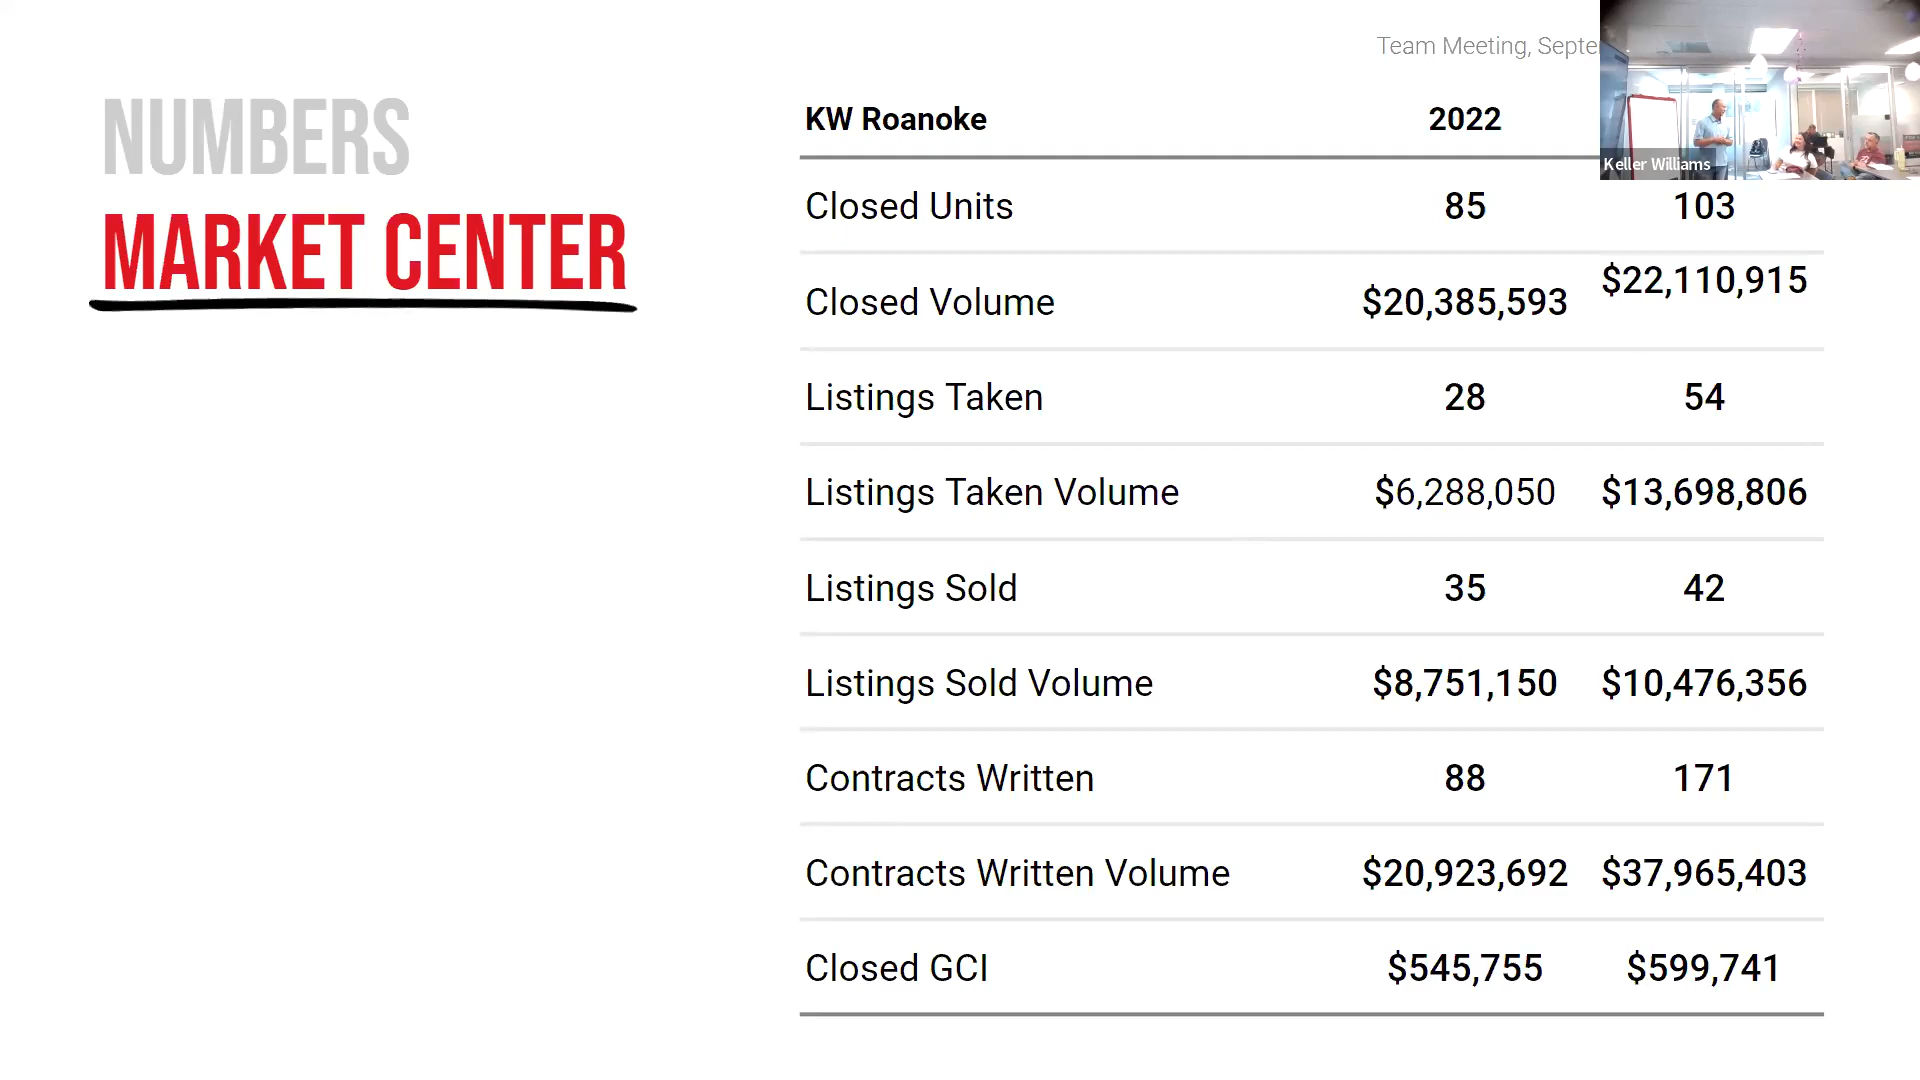 Team Meeting,
NUMBERS
MARKET CENTER
KW Roanoke 2022
Keller Williams
Closed Units 85 103
Closed Volume $20,385,593 $22,110,915
Listings Taken 28 54
Listings Taken Volume $6,288,050 $13,698,806
Listings Sold 35 42
Listings Sold Volume $8,751,150 $10,476,356
Contracts Written 88 171
Contracts Written Volume $20,923,692 $37,965,403
Closed GCI $545,755 $599,741